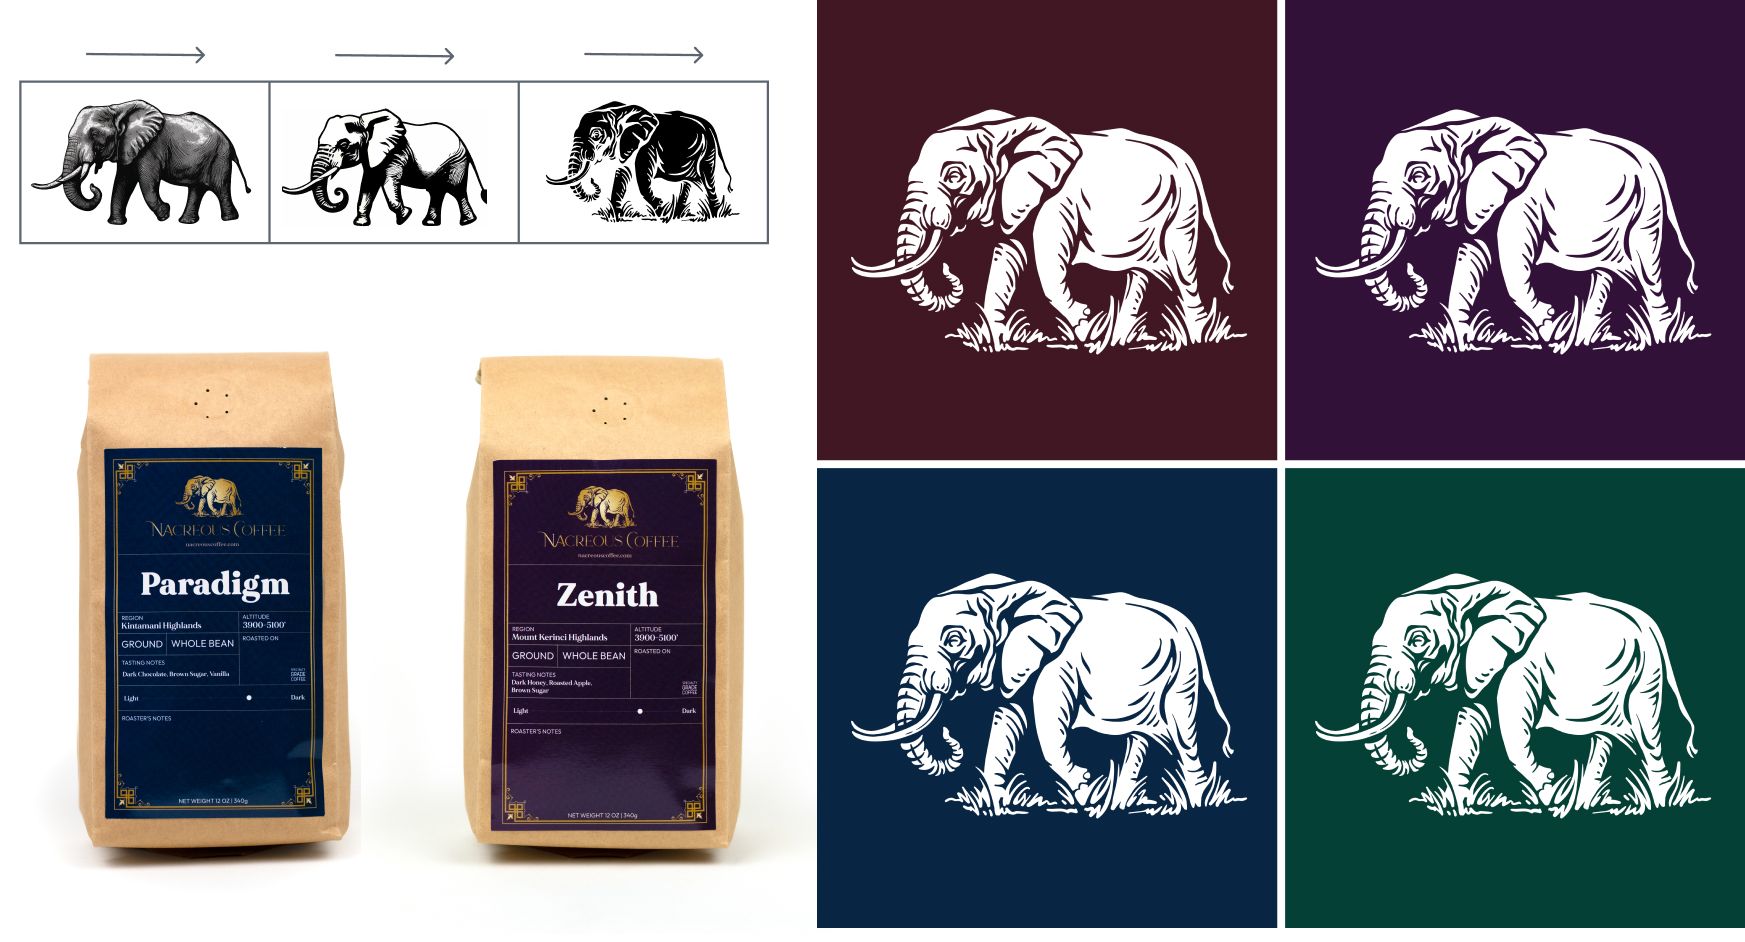 NACREOUS COFFEE
nacreouscoffee.com
Paradigm
REGION
Kintamani Highlands
ALTITUDE
3900-5100'
GROUND
WHOLE BEAN
ROASTED ON
TASTING NOTES
Dark Chocolate, Brown Sugar, Vanilla
SPECIALTY
GRADE
COFFEE
Light
Dark
ROASTER'S NOTES
NET WEIGHT 12 OZ | 340g
NACREOUS COFFEE
nacreouscoffee.com
Zenith
REGION
Mount Kerinci Highlands
ALTITUDE
3900-5100'
GROUND
WHOLE BEAN
ROASTED ON
TASTING NOTES
Dark Honey, Roasted Apple,
Brown Sugar
SPECIALTY
GRADE
COFFEE
Light
Dark
ROASTER'S NOTES
NET WEIGHT 12 OZ | 340g